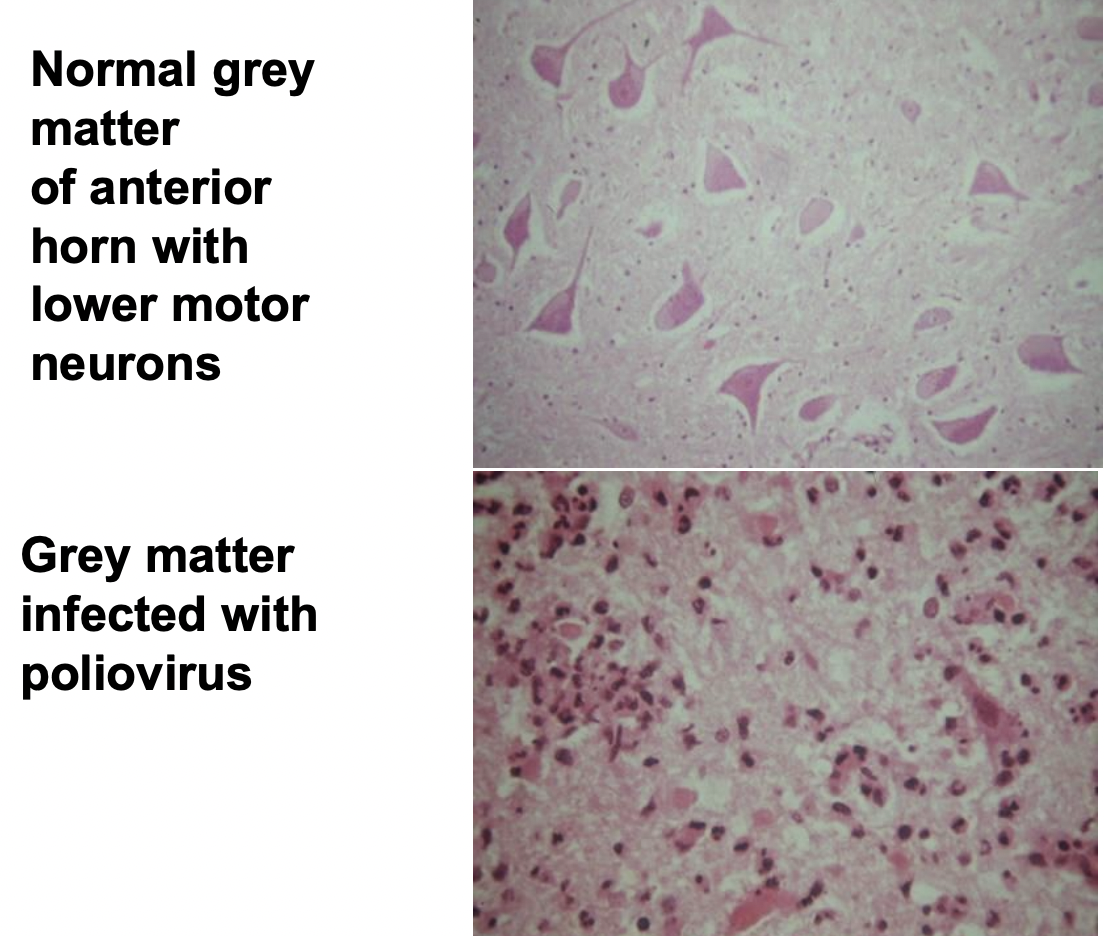 Normal grey
matter
of anterior
horn with
lower motor
neurons
Grey matter
infected with
poliovirus